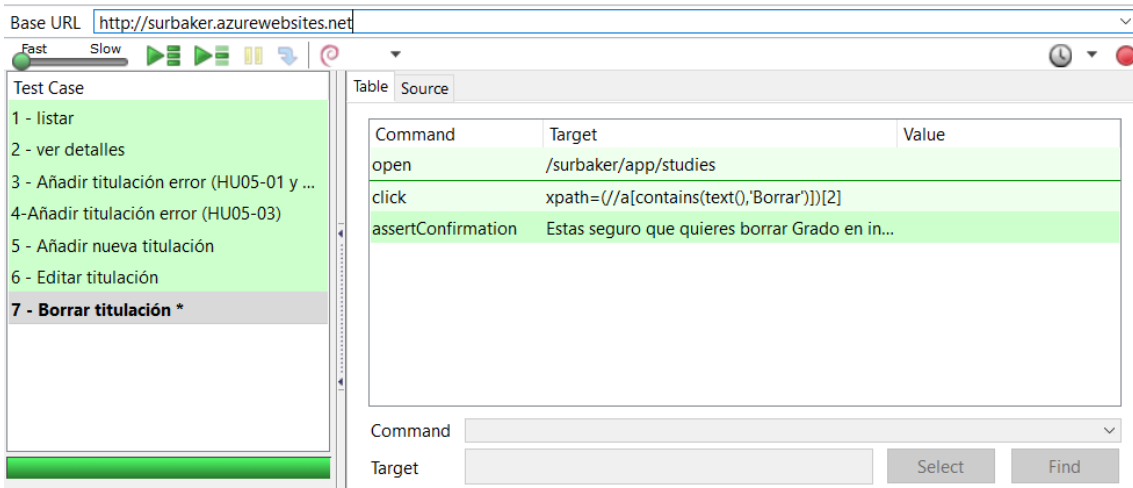 Base URL http://surbaker.azurewebsites.net
Fast Slow
Test Case
1 - listar
2 - ver detalles
3 - Añadir titulación error (HU05-01 y ...
4-Añadir titulación error (HU05-03)
5 - Añadir nueva titulación
6 - Editar titulación
7 - Borrar titulación *
Table Source
Command Target Value
open /surbaker/app/studies
click xpath=(//a[contains(text(),'Borrar')])[2]
assertConfirmation Estas seguro que quieres borrar Grado en in...
Command
Target Select Find